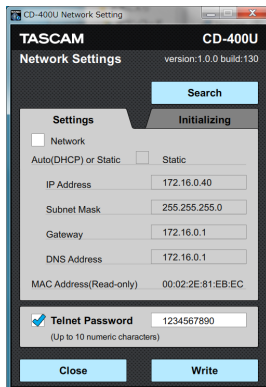 CD-400U Network Setting
TASCAM CD-400U
Network Settings version:1.0.0 build:130
Search
Settings Initializing
Network
Auto(DHCP) or Static Static
IP Address 172.16.0.40
Subnet Mask 255.255.255.0
Gateway 172.16.0.1
DNS Address 172.16.0.1
MAC Address(Read-only) 00:02:2E:81:EB:EC
Telnet Password 1234567890
(Up to 10 numeric characters)
Close Write